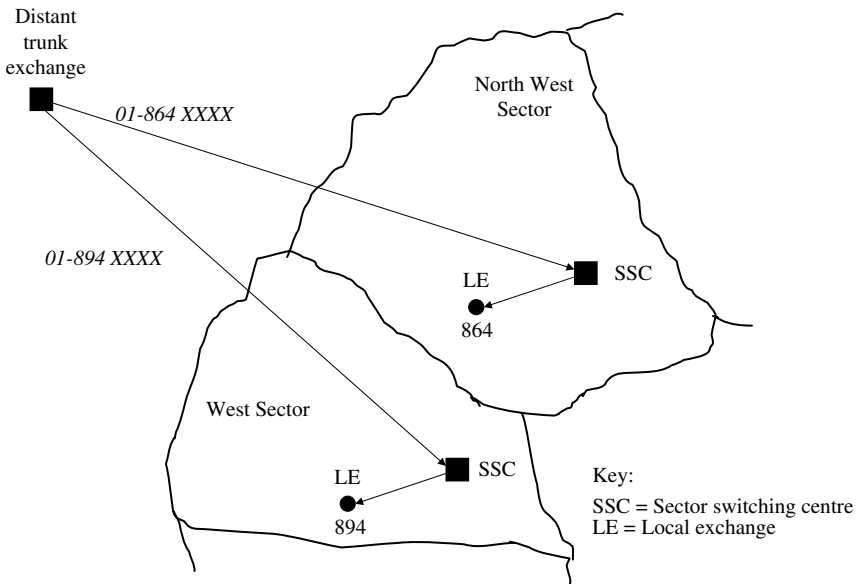 Distant
trunk
exchange
01-864 XXXX
North West
Sector
01-894 XXXX
LE
SSC
864
West Sector
LE
SSC
894
Key:
SSC = Sector switching centre
LE = Local exchange